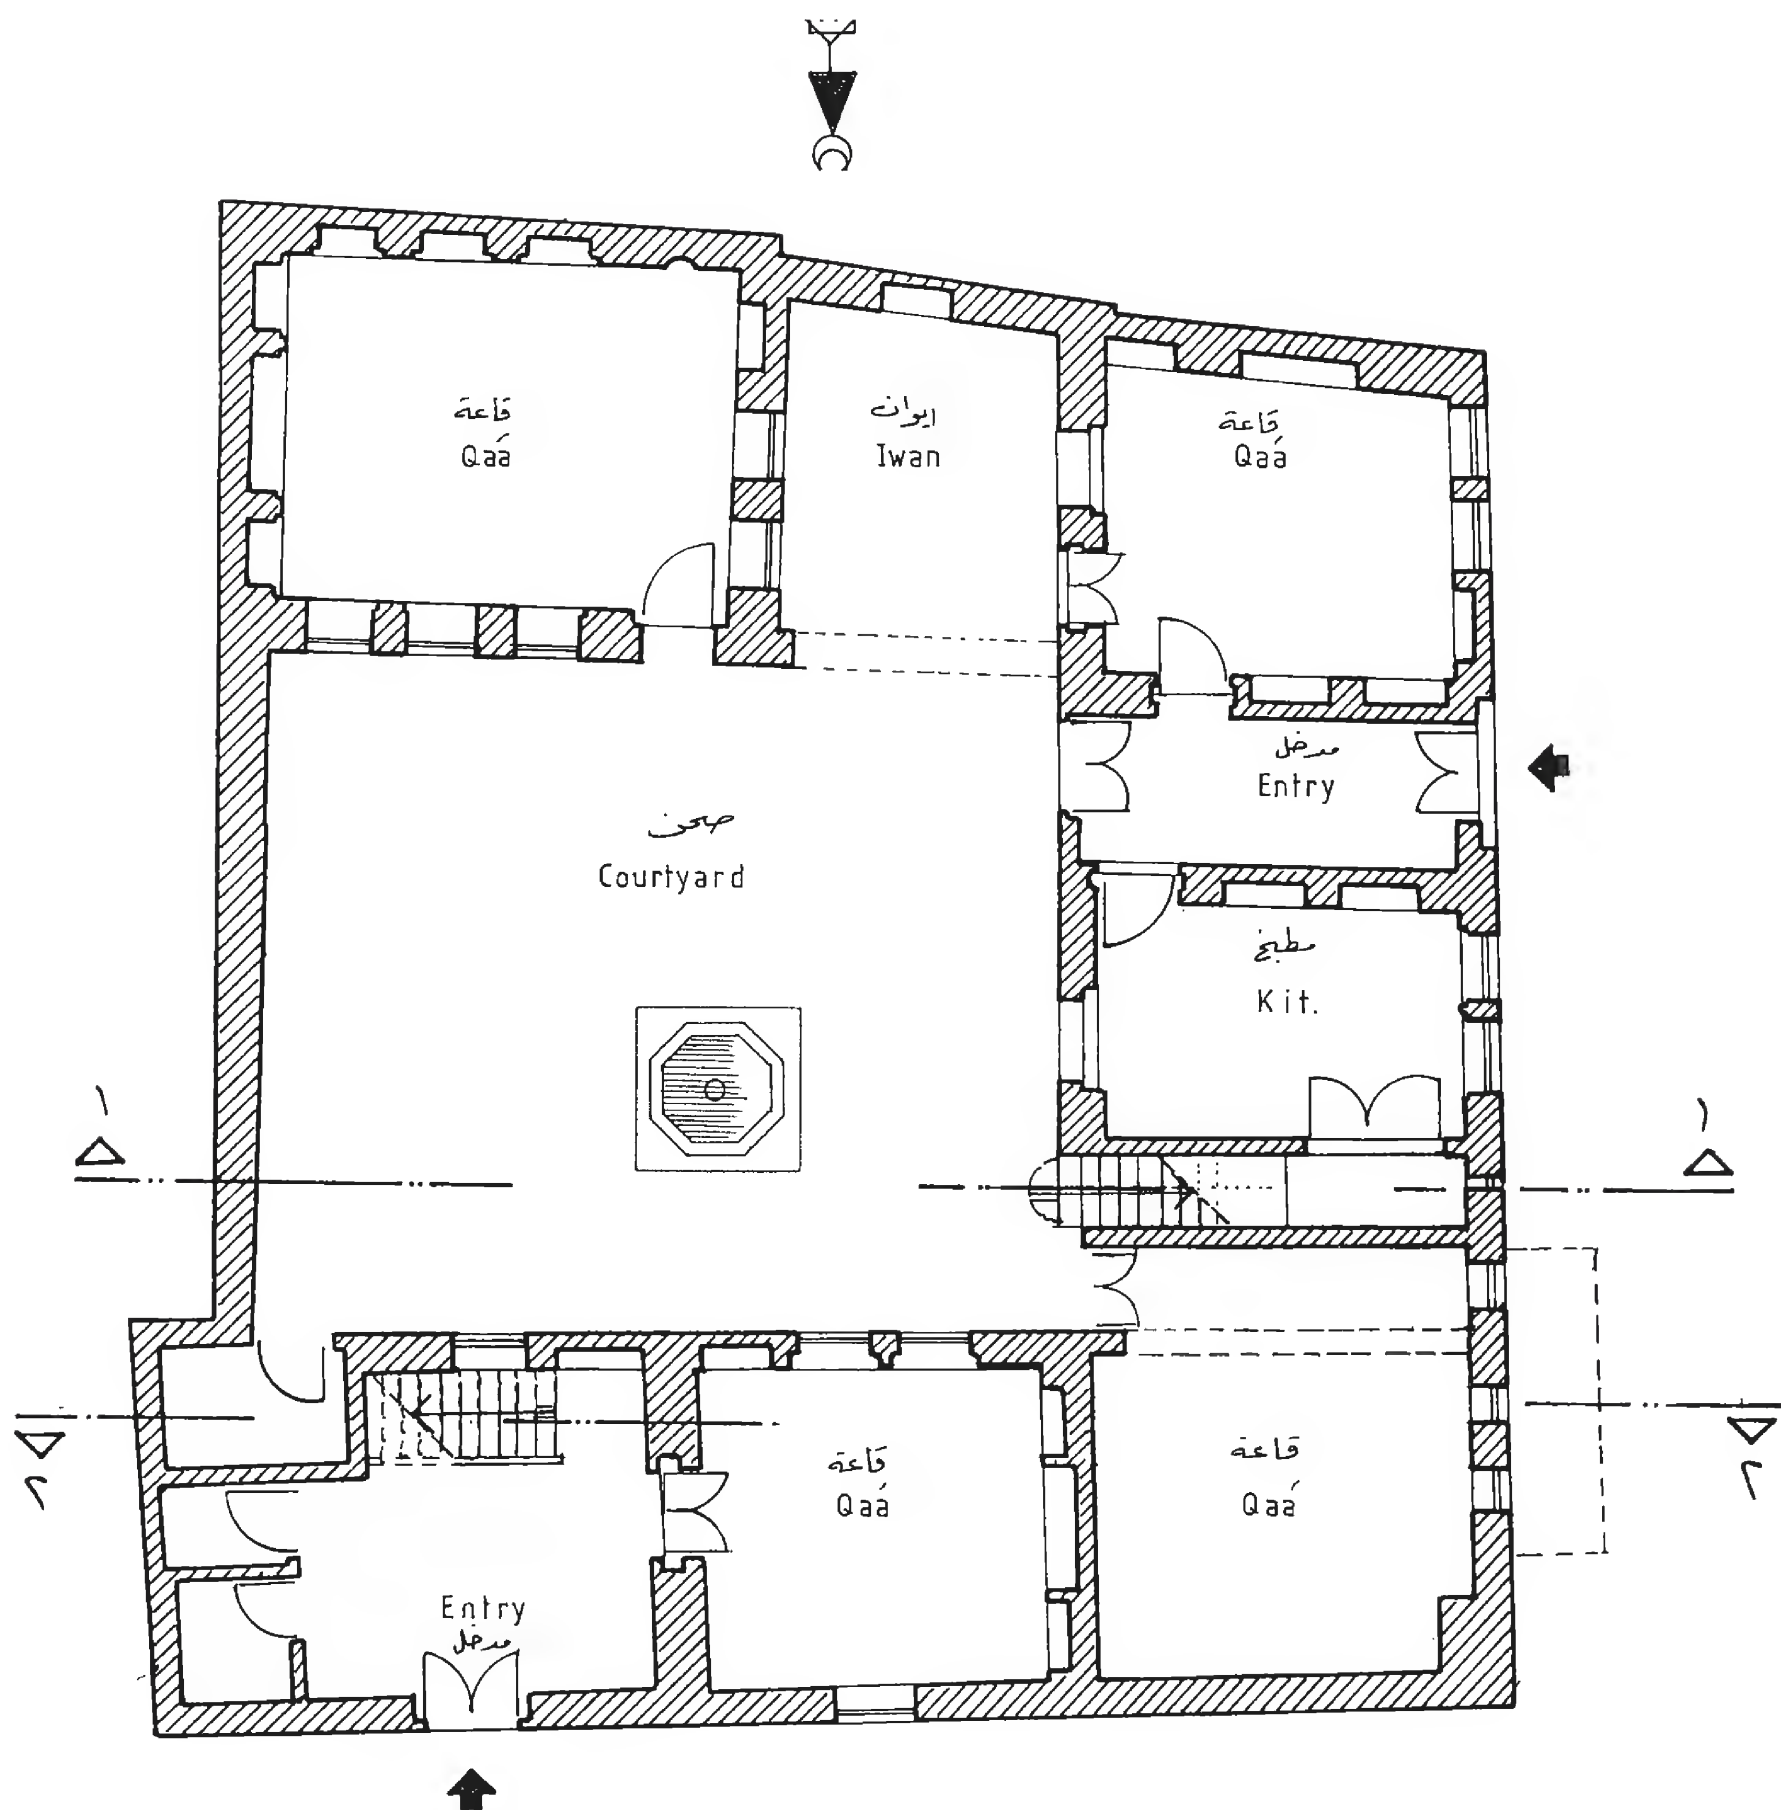 قاعة
Qaá
ايوان
Iwan
قاعة
Qaá
مدخل
Entry
صحن
Courtyard
مطبخ
Kit.
١
١
قاعة
Qaá
قاعة
Qaá
٢
٢
Entry
مدخل